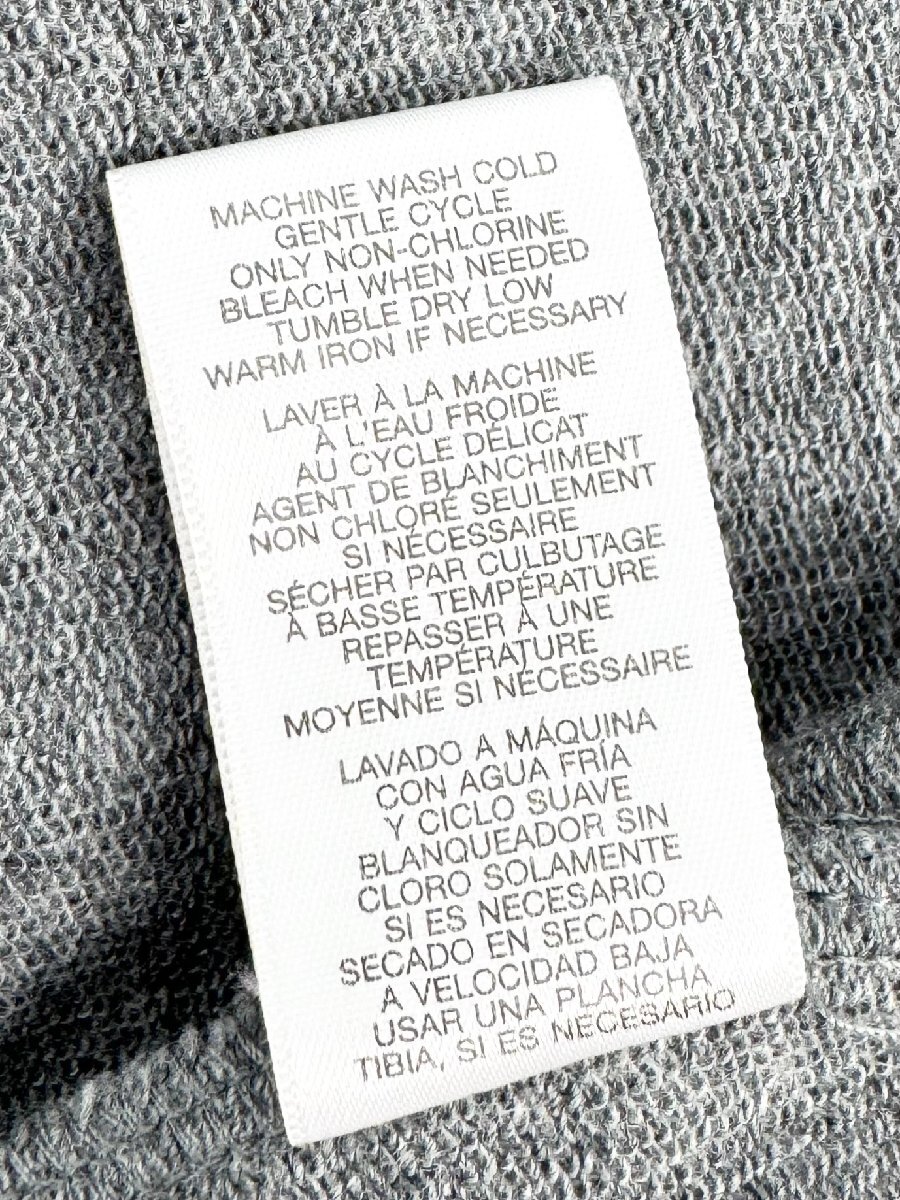 MACHINE WASH COLD
GENTLE CYCLE
ONLY NON-CHLORINE
BLEACH WHEN NEEDED
TUMBLE DRY LOW
WARM IRON IF NECESSARY
LAVER À LA MACHINE
À L'EAU FROIDE
AU CYCLE DÉLICAT
AGENT DE BLANCHIMENT
NON CHLORÉ SEULEMENT
SI NÉCESSAIRE
SÉCHER PAR CULBUTAGE
À BASSE TEMPÉRATURE
REPASSER À UNE
TEMPÉRATURE
MOYENNE SI NÉCESSAIRE
LAVADO A MÁQUINA
CON AGUA FRÍA
Y CICLO SUAVE
BLANQUEADOR SIN
CLORO SOLAMENTE
SI ES NECESARIO
SECADO EN SECADORA
A VELOCIDAD BAJA
USAR UNA PLANCHA
TIBIA, SI ES NECESARIO